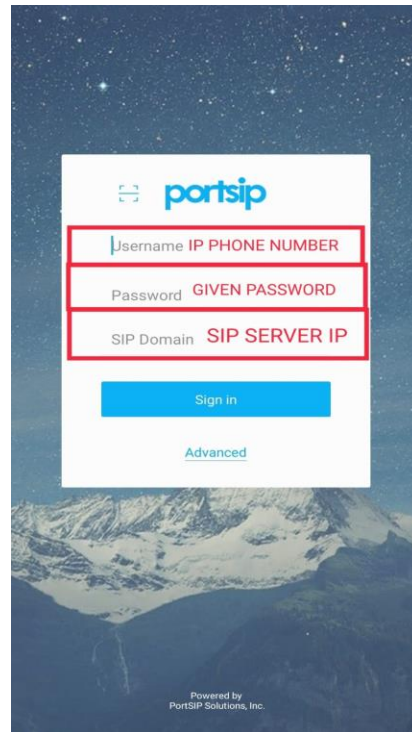 portsip
Username IP PHONE NUMBER
Password GIVEN PASSWORD
SIP Domain SIP SERVER IP
Sign in
Advanced
Powered by
PortSIP Solutions, Inc.